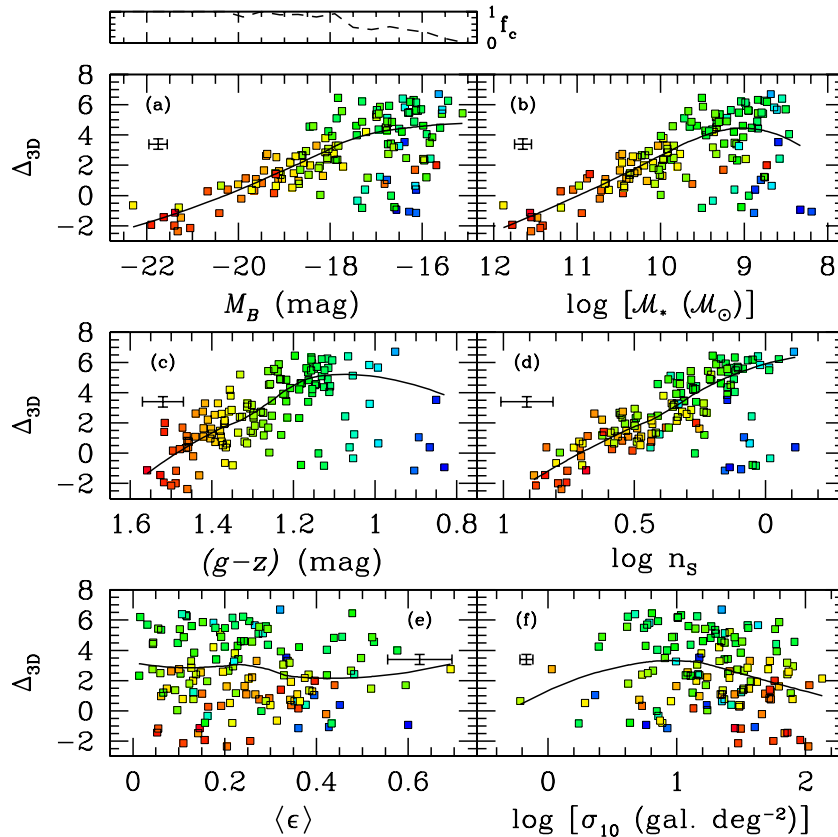 1 f_c
0
8
6
4
2
0
−2
Δ_3D
(a)
(b)
−22 −20 −18 −16
12 11 10 9 8
M_B (mag)
log [ℳ_* (ℳ_⊙)]
8
6
4
2
0
−2
Δ_3D
(c)
(d)
1.6 1.4 1.2 1 0.8
1 0.5 0
(g−z) (mag)
log n_S
8
6
4
2
0
−2
Δ_3D
(e)
(f)
0 0.2 0.4 0.6
0 1 2
⟨ϵ⟩
log [σ_10 (gal. deg⁻²)]